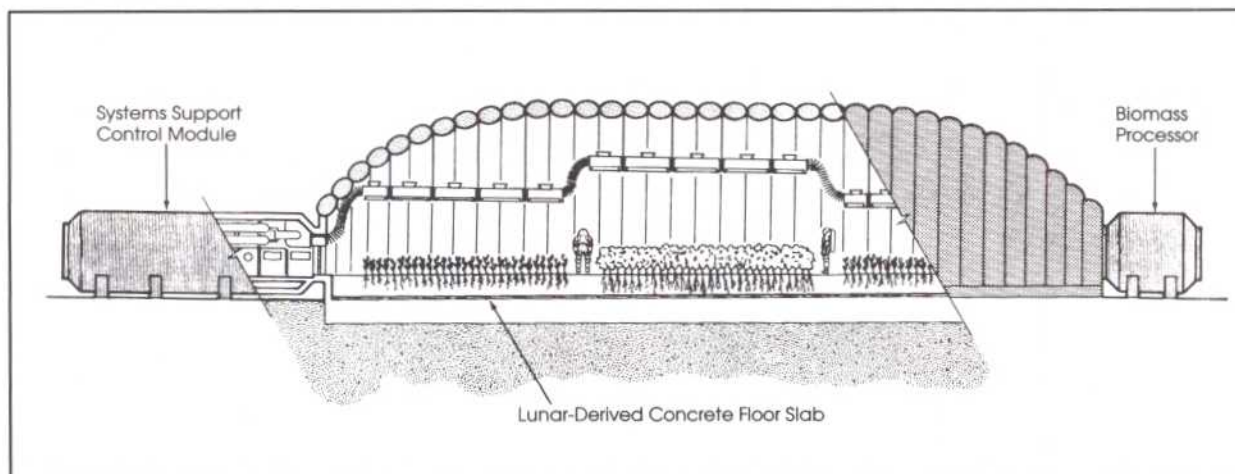 Systems Support
Control Module
Biomass
Processor
Lunar-Derived Concrete Floor Slab